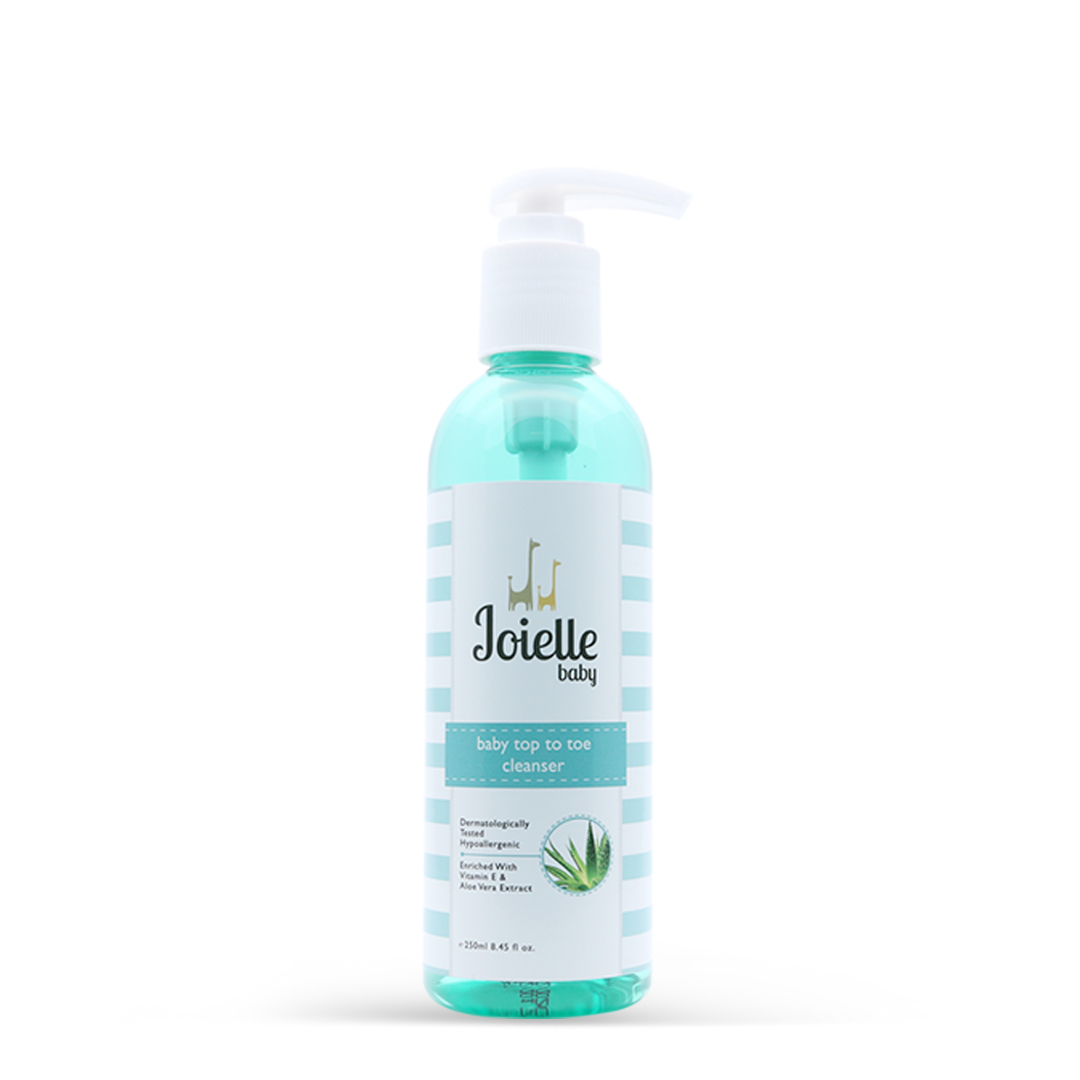 Joielle
baby
baby top to toe
cleanser
Dermatologically
Tested
Hypoallergenic
Enriched With
Vitamin E &
Aloe Vera Extract
250ml 8.45 fl oz.